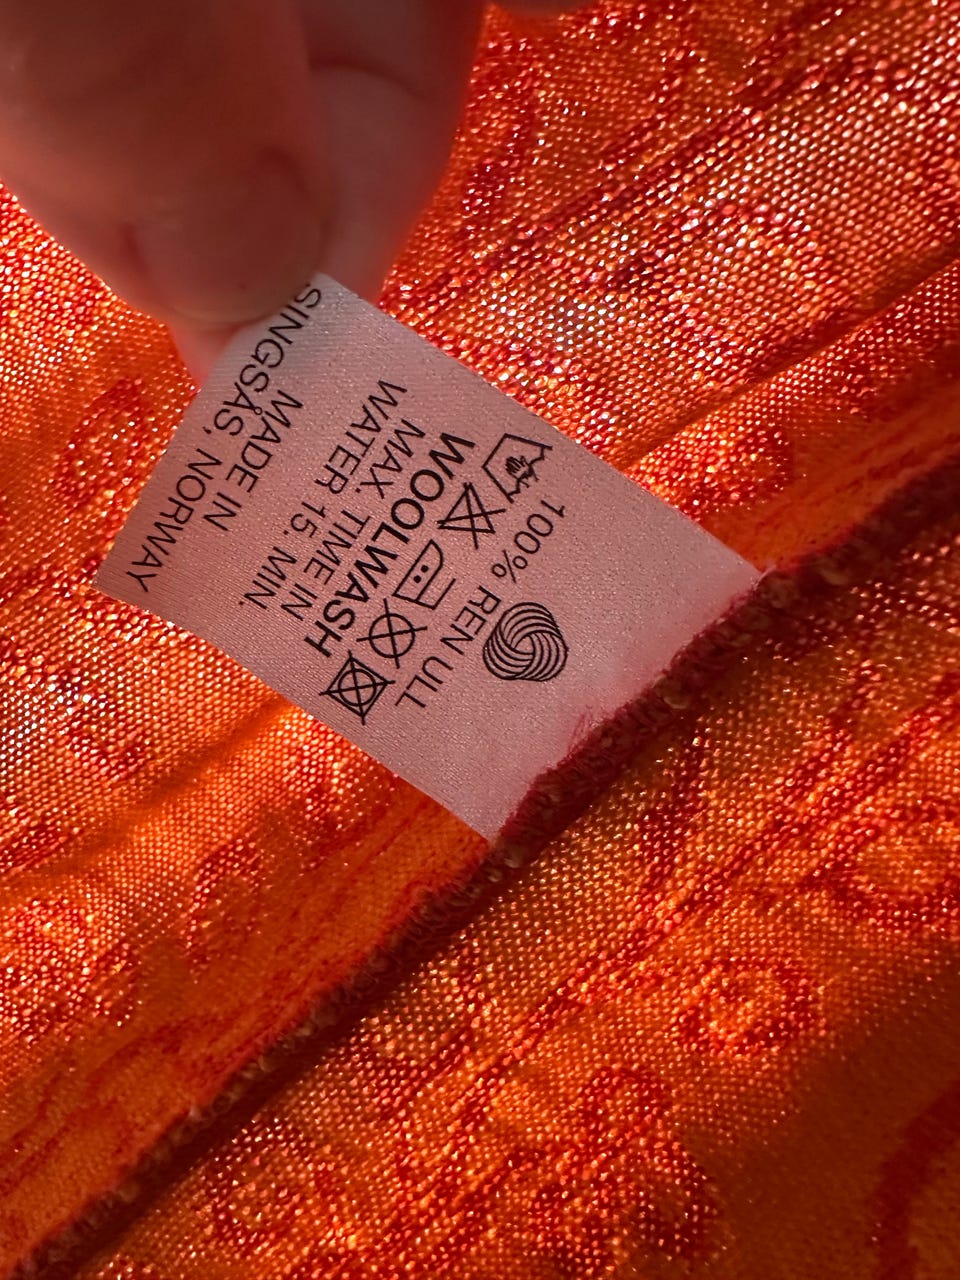 100% REN ULL
WOOLWASH
MAX. TIME IN
WATER 15. MIN.
MADE IN
SINGSÅS, NORWAY